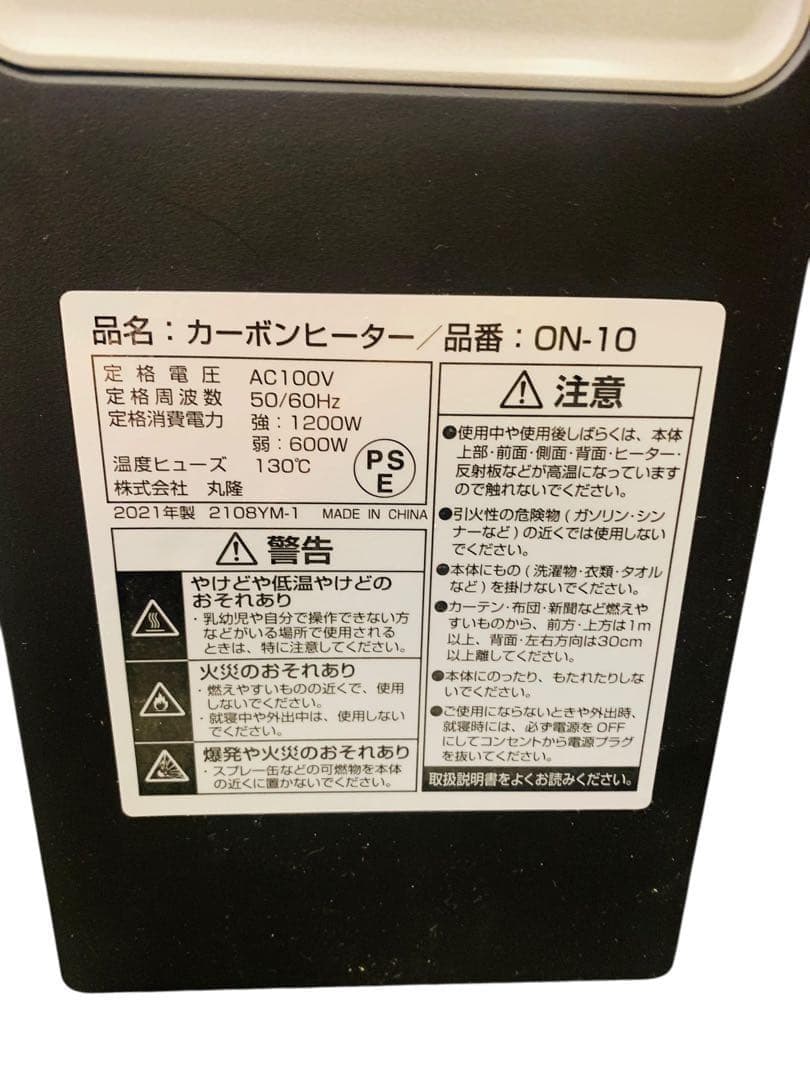 品名：カーボンヒーター／品番：ON-10
定格電圧 AC100V
定格周波数 50/60Hz
定格消費電力 強：1200W
弱：600W
温度ヒューズ 130℃
株式会社 丸隆
PS
E
2021年製 2108YM-1 MADE IN CHINA
警告
やけどや低温やけどの
おそれあり
・乳幼児や自分で操作できない方
などがいる場所で使用される
ときは、特に注意してください。
火災のおそれあり
・燃えやすいものの近くで、使用
しないでください。
・就寝中や外出中は、使用しない
でください。
爆発や火災のおそれあり
・スプレー缶などの可燃物を本体
の近くに置かないでください。
注意
●使用中や使用後しばらくは、本体
上部・前面・側面・背面・ヒーター・
反射板などが高温になっています
ので触れないでください。
●引火性の危険物（ガソリン・シン
ナーなど）の近くでは使用しない
でください。
●本体にもの（洗濯物・衣類・タオル
など）を掛けないでください。
●カーテン・布団・新聞など燃えや
すいものから、前方・上方は1m
以上、背面・左右方向は30cm
以上離してください。
●本体にのったり、もたれたりしな
いでください。
●ご使用にならないときや外出時、
就寝時には、必ず電源をOFF
にしてコンセントから電源プラグ
を抜いてください。
取扱説明書をよくお読みください。